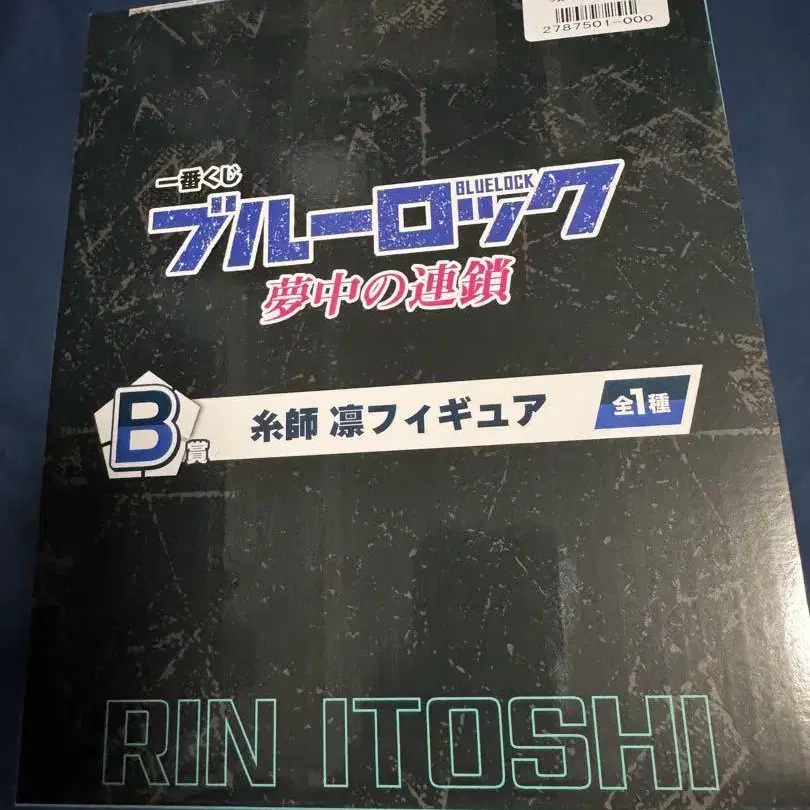 2787501-000
一番くじ
BLUELOCK
ブルーロック
夢中の連鎖
B賞
糸師 凛フィギュア
全1種
RIN ITOSHI